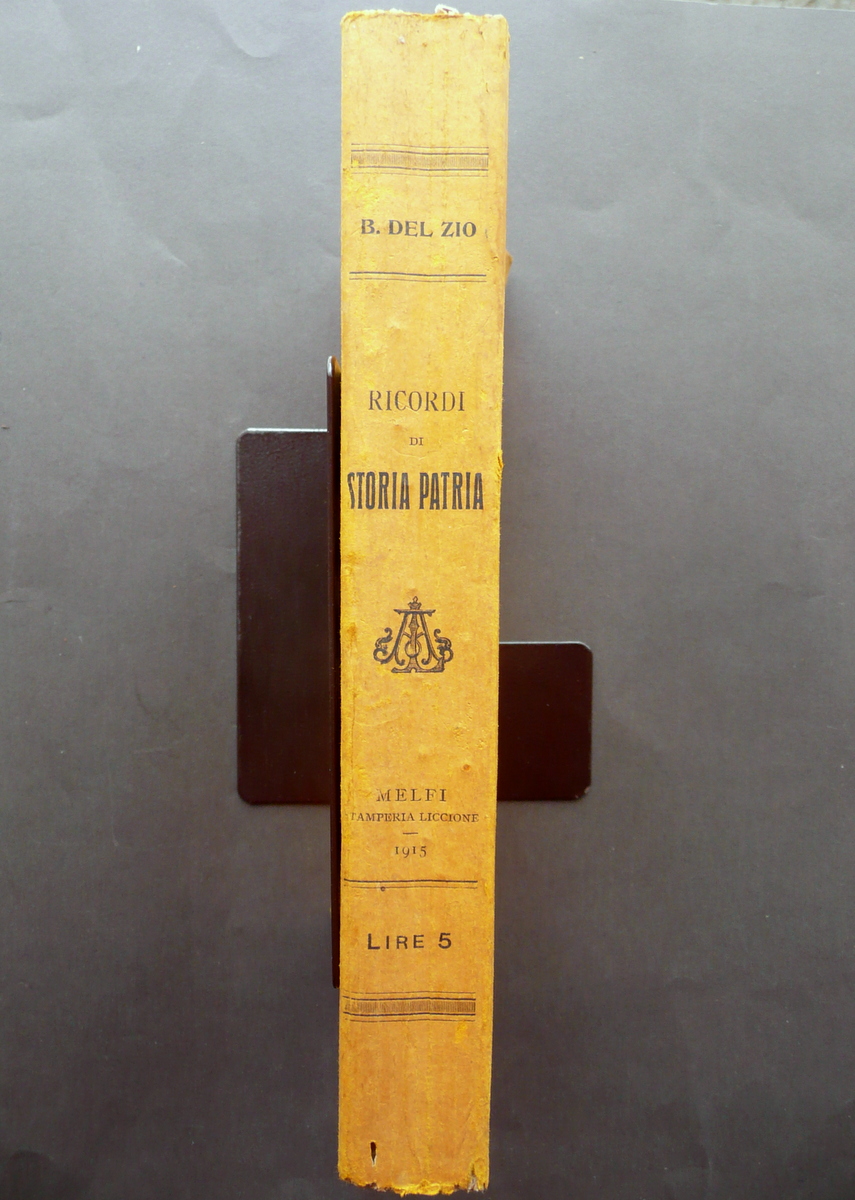 B. DEL ZIO
RICORDI
DI
STORIA PATRIA
MELFI
TAMPERIA LICCIONE
1915
LIRE 5